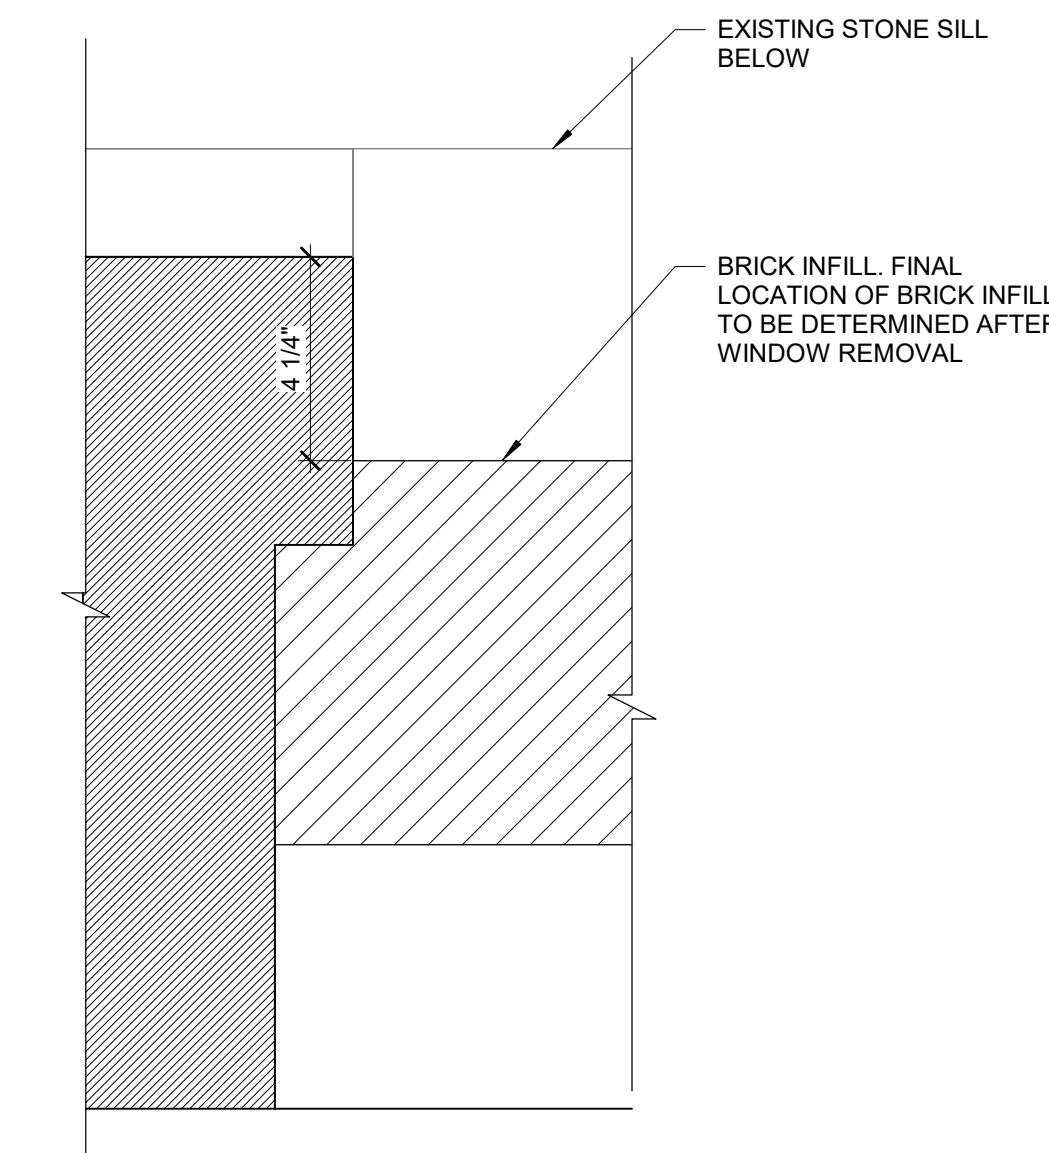 EXISTING STONE SILL
BELOW
BRICK INFILL. FINAL
LOCATION OF BRICK INFILL
TO BE DETERMINED AFTER
WINDOW REMOVAL
4 1/4"